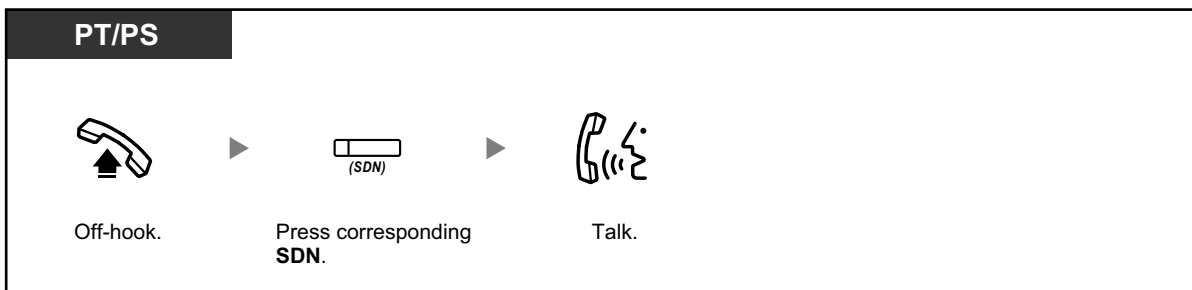 PT/PS
(SDN)
Off-hook.
Press corresponding
SDN.
Talk.